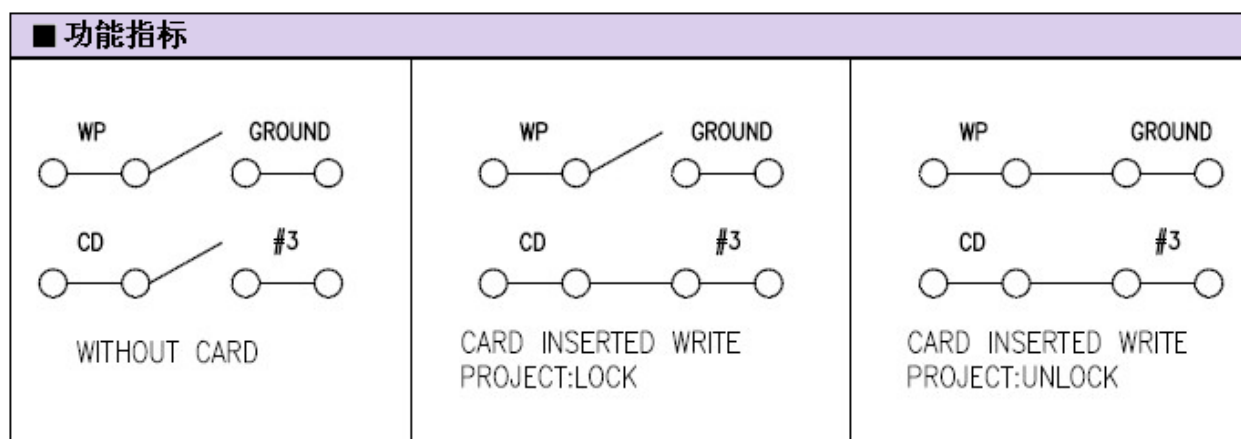 ■ 功能指标
WP GROUND
CD #3
WITHOUT CARD
WP GROUND
CD #3
CARD INSERTED WRITE
PROJECT:LOCK
WP GROUND
CD #3
CARD INSERTED WRITE
PROJECT:UNLOCK